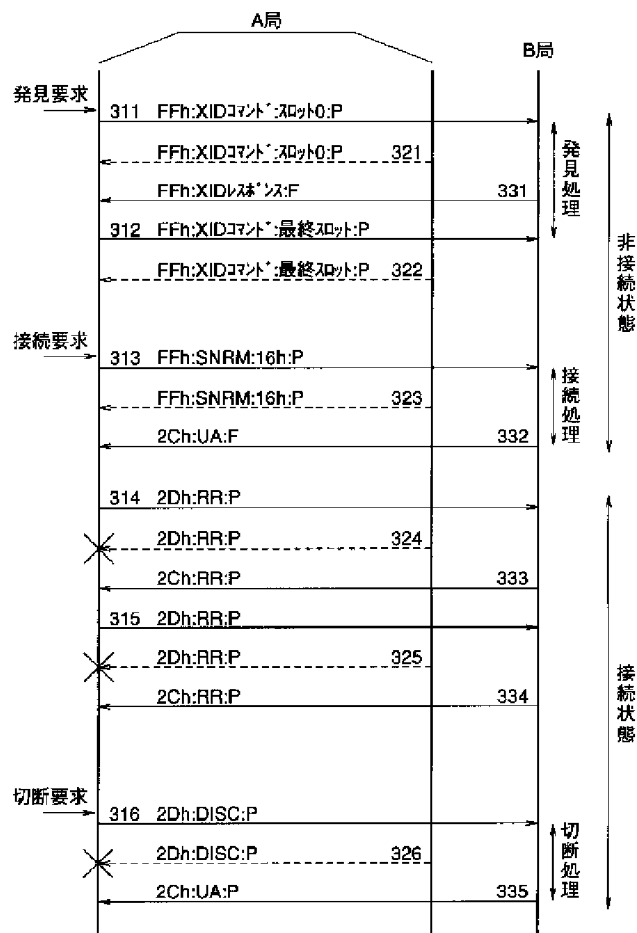 A局
B局
発見要求
311 FFh:XIDコマンド:スロット0:P
FFh:XIDコマンド:スロット0:P 321
FFh:XIDレスポンス:F 331
312 FFh:XIDコマンド:最終スロット:P
FFh:XIDコマンド:最終スロット:P 322
発見処理
非接続状態
接続要求
313 FFh:SNRM:16h:P
FFh:SNRM:16h:P 323
2Ch:UA:F 332
接続処理
314 2Dh:RR:P
2Dh:RR:P 324
2Ch:RR:P 333
315 2Dh:RR:P
2Dh:RR:P 325
2Ch:RR:P 334
接続状態
切断要求
316 2Dh:DISC:P
2Dh:DISC:P 326
2Ch:UA:P 335
切断処理